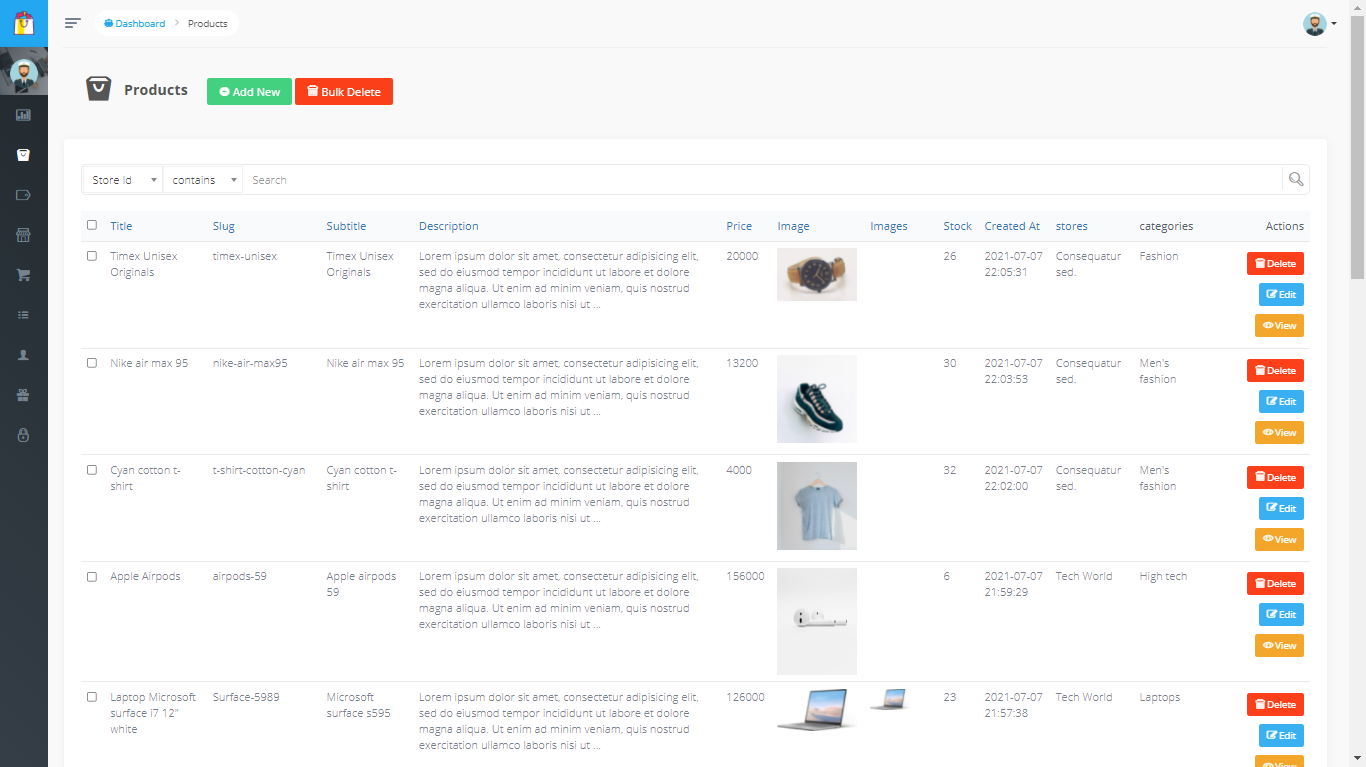 Dashboard > Products
Products
Add New
Bulk Delete
Store Id
contains
Search
Title Slug Subtitle Description Price Image Images Stock Created At stores categories Actions
Timex Unisex timex-unisex Timex Unisex Lorem ipsum dolor sit amet, consectetur adipisicing elit, 20000 26 2021-07-07 Consequatur Fashion Delete
Originals Originals sed do eiusmod tempor incididunt ut labore et dolore 22:05:31 sed.
magna aliqua. Ut enim ad minim veniam, quis nostrud Edit
exercitation ullamco laboris nisi ut ... View
Nike air max 95 nike-air-max95 Nike air max 95 Lorem ipsum dolor sit amet, consectetur adipisicing elit, 13200 30 2021-07-07 Consequatur Men's Delete
sed do eiusmod tempor incididunt ut labore et dolore 22:03:53 sed. fashion
magna aliqua. Ut enim ad minim veniam, quis nostrud Edit
exercitation ullamco laboris nisi ut ... View
Cyan cotton t- t-shirt-cotton-cyan Cyan cotton t- Lorem ipsum dolor sit amet, consectetur adipisicing elit, 4000 32 2021-07-07 Consequatur Men's Delete
shirt shirt sed do eiusmod tempor incididunt ut labore et dolore 22:02:00 sed. fashion
magna aliqua. Ut enim ad minim veniam, quis nostrud Edit
exercitation ullamco laboris nisi ut ... View
Apple Airpods airpods-59 Apple airpods Lorem ipsum dolor sit amet, consectetur adipisicing elit, 156000 6 2021-07-07 Tech World High tech Delete
59 sed do eiusmod tempor incididunt ut labore et dolore 21:59:29
magna aliqua. Ut enim ad minim veniam, quis nostrud Edit
exercitation ullamco laboris nisi ut ... View
Laptop Microsoft Surface-5989 Microsoft Lorem ipsum dolor sit amet, consectetur adipisicing elit, 126000 23 2021-07-07 Tech World Laptops Delete
surface i7 12" surface s595 sed do eiusmod tempor incididunt ut labore et dolore 21:57:38
white magna aliqua. Ut enim ad minim veniam, quis nostrud Edit
exercitation ullamco laboris nisi ut ... View